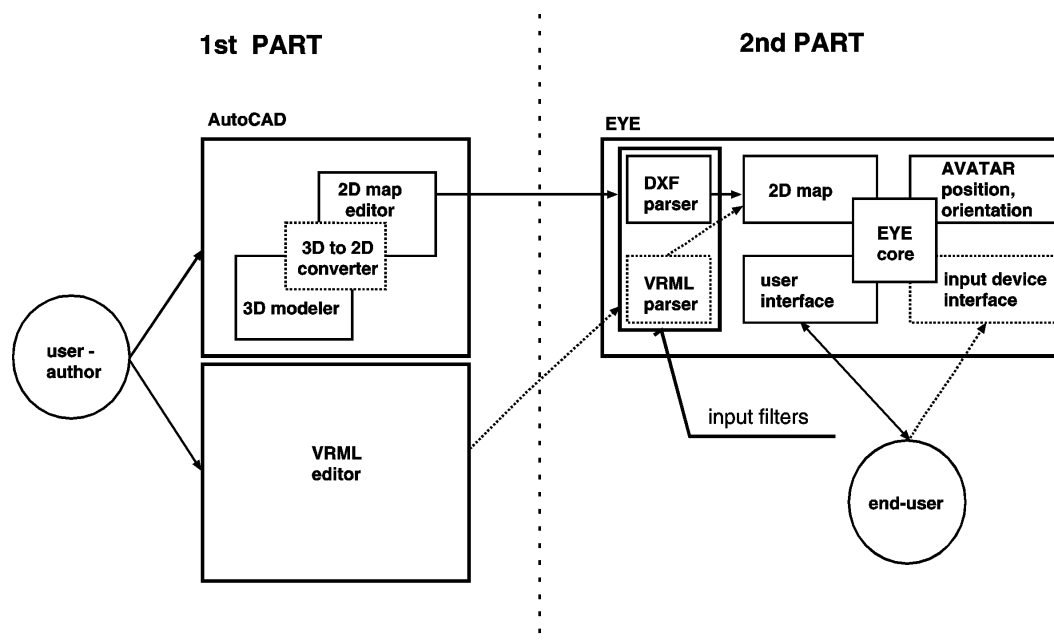 1st PART
2nd PART
AutoCAD
EYE
2D map
editor
3D to 2D
converter
3D modeler
DXF
parser
2D map
AVATAR
position,
orientation
EYE
core
VRML
parser
user
interface
input device
interface
user -
author
input filters
VRML
editor
end-user